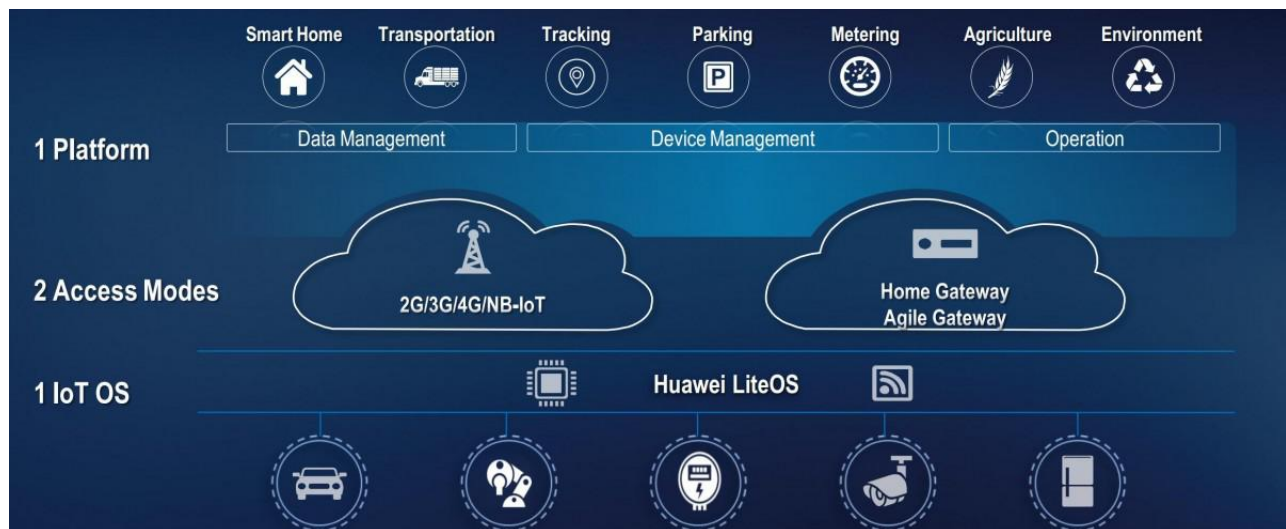 Smart Home
Transportation
Tracking
Parking
Metering
Agriculture
Environment
P
1 Platform
Data Management
Device Management
Operation
2 Access Modes
2G/3G/4G/NB-IoT
Home Gateway
Agile Gateway
1 IoT OS
Huawei LiteOS